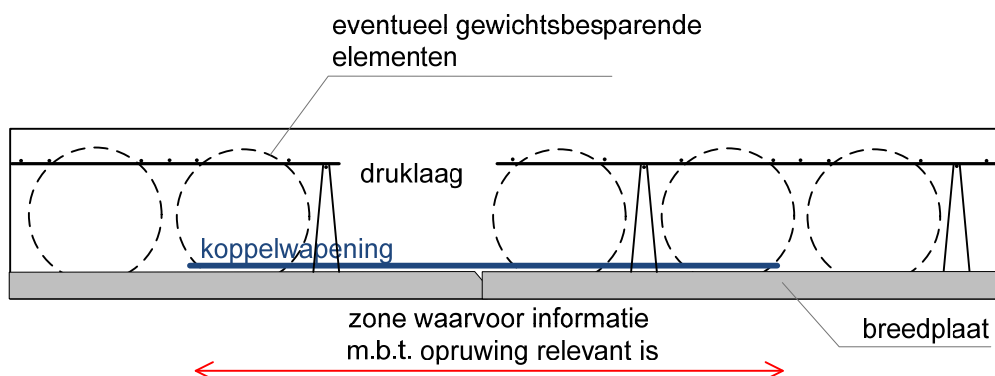 eventueel gewichtsbesparende
elementen
druklaag
koppelwapening
zone waarvoor informatie
m.b.t. opruwing relevant is
breedplaat